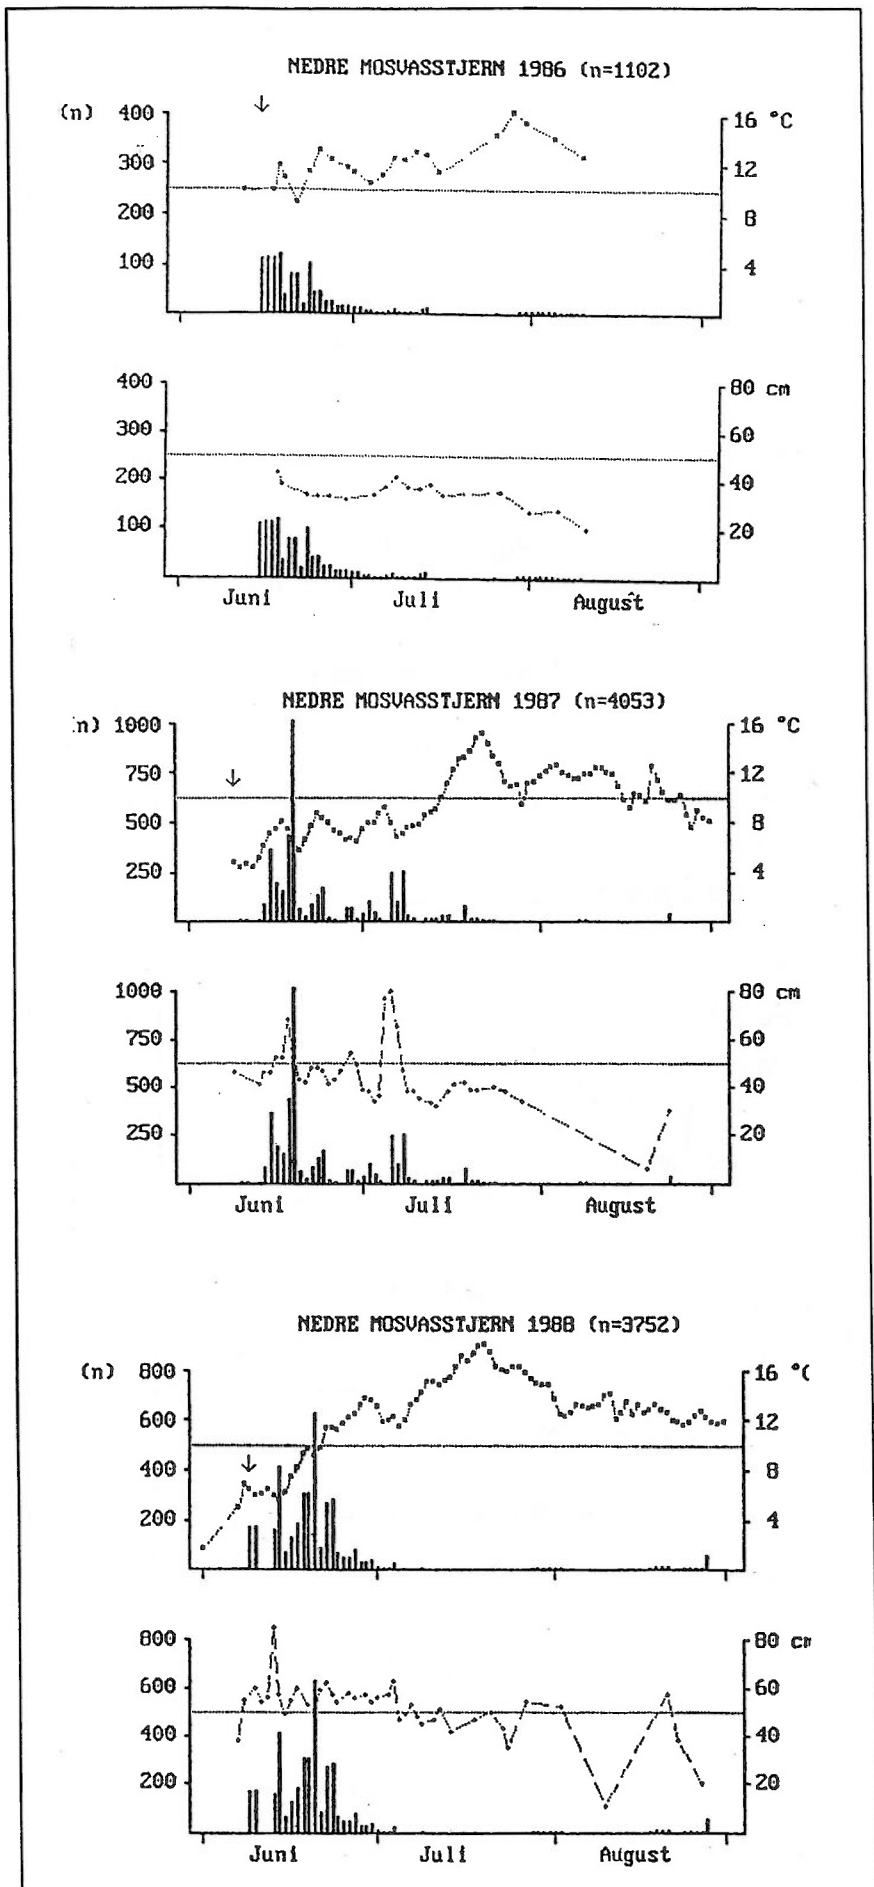 NEDRE MOSVASSTJERN 1986 (n=1102)
(n) 400 16 °C
300 12
200 8
100 4
400 80 cm
300 60
200 40
100 20
Juni Juli August
NEDRE MOSVASSTJERN 1987 (n=4053)
n) 1000 16 °C
750 12
500 8
250 4
1000 80 cm
750 60
500 40
250 20
Juni Juli August
NEDRE MOSVASSTJERN 1988 (n=3752)
(n) 800 16 °(
600 12
400 8
200 4
800 80 cm
600 60
400 40
200 20
Juni Juli August